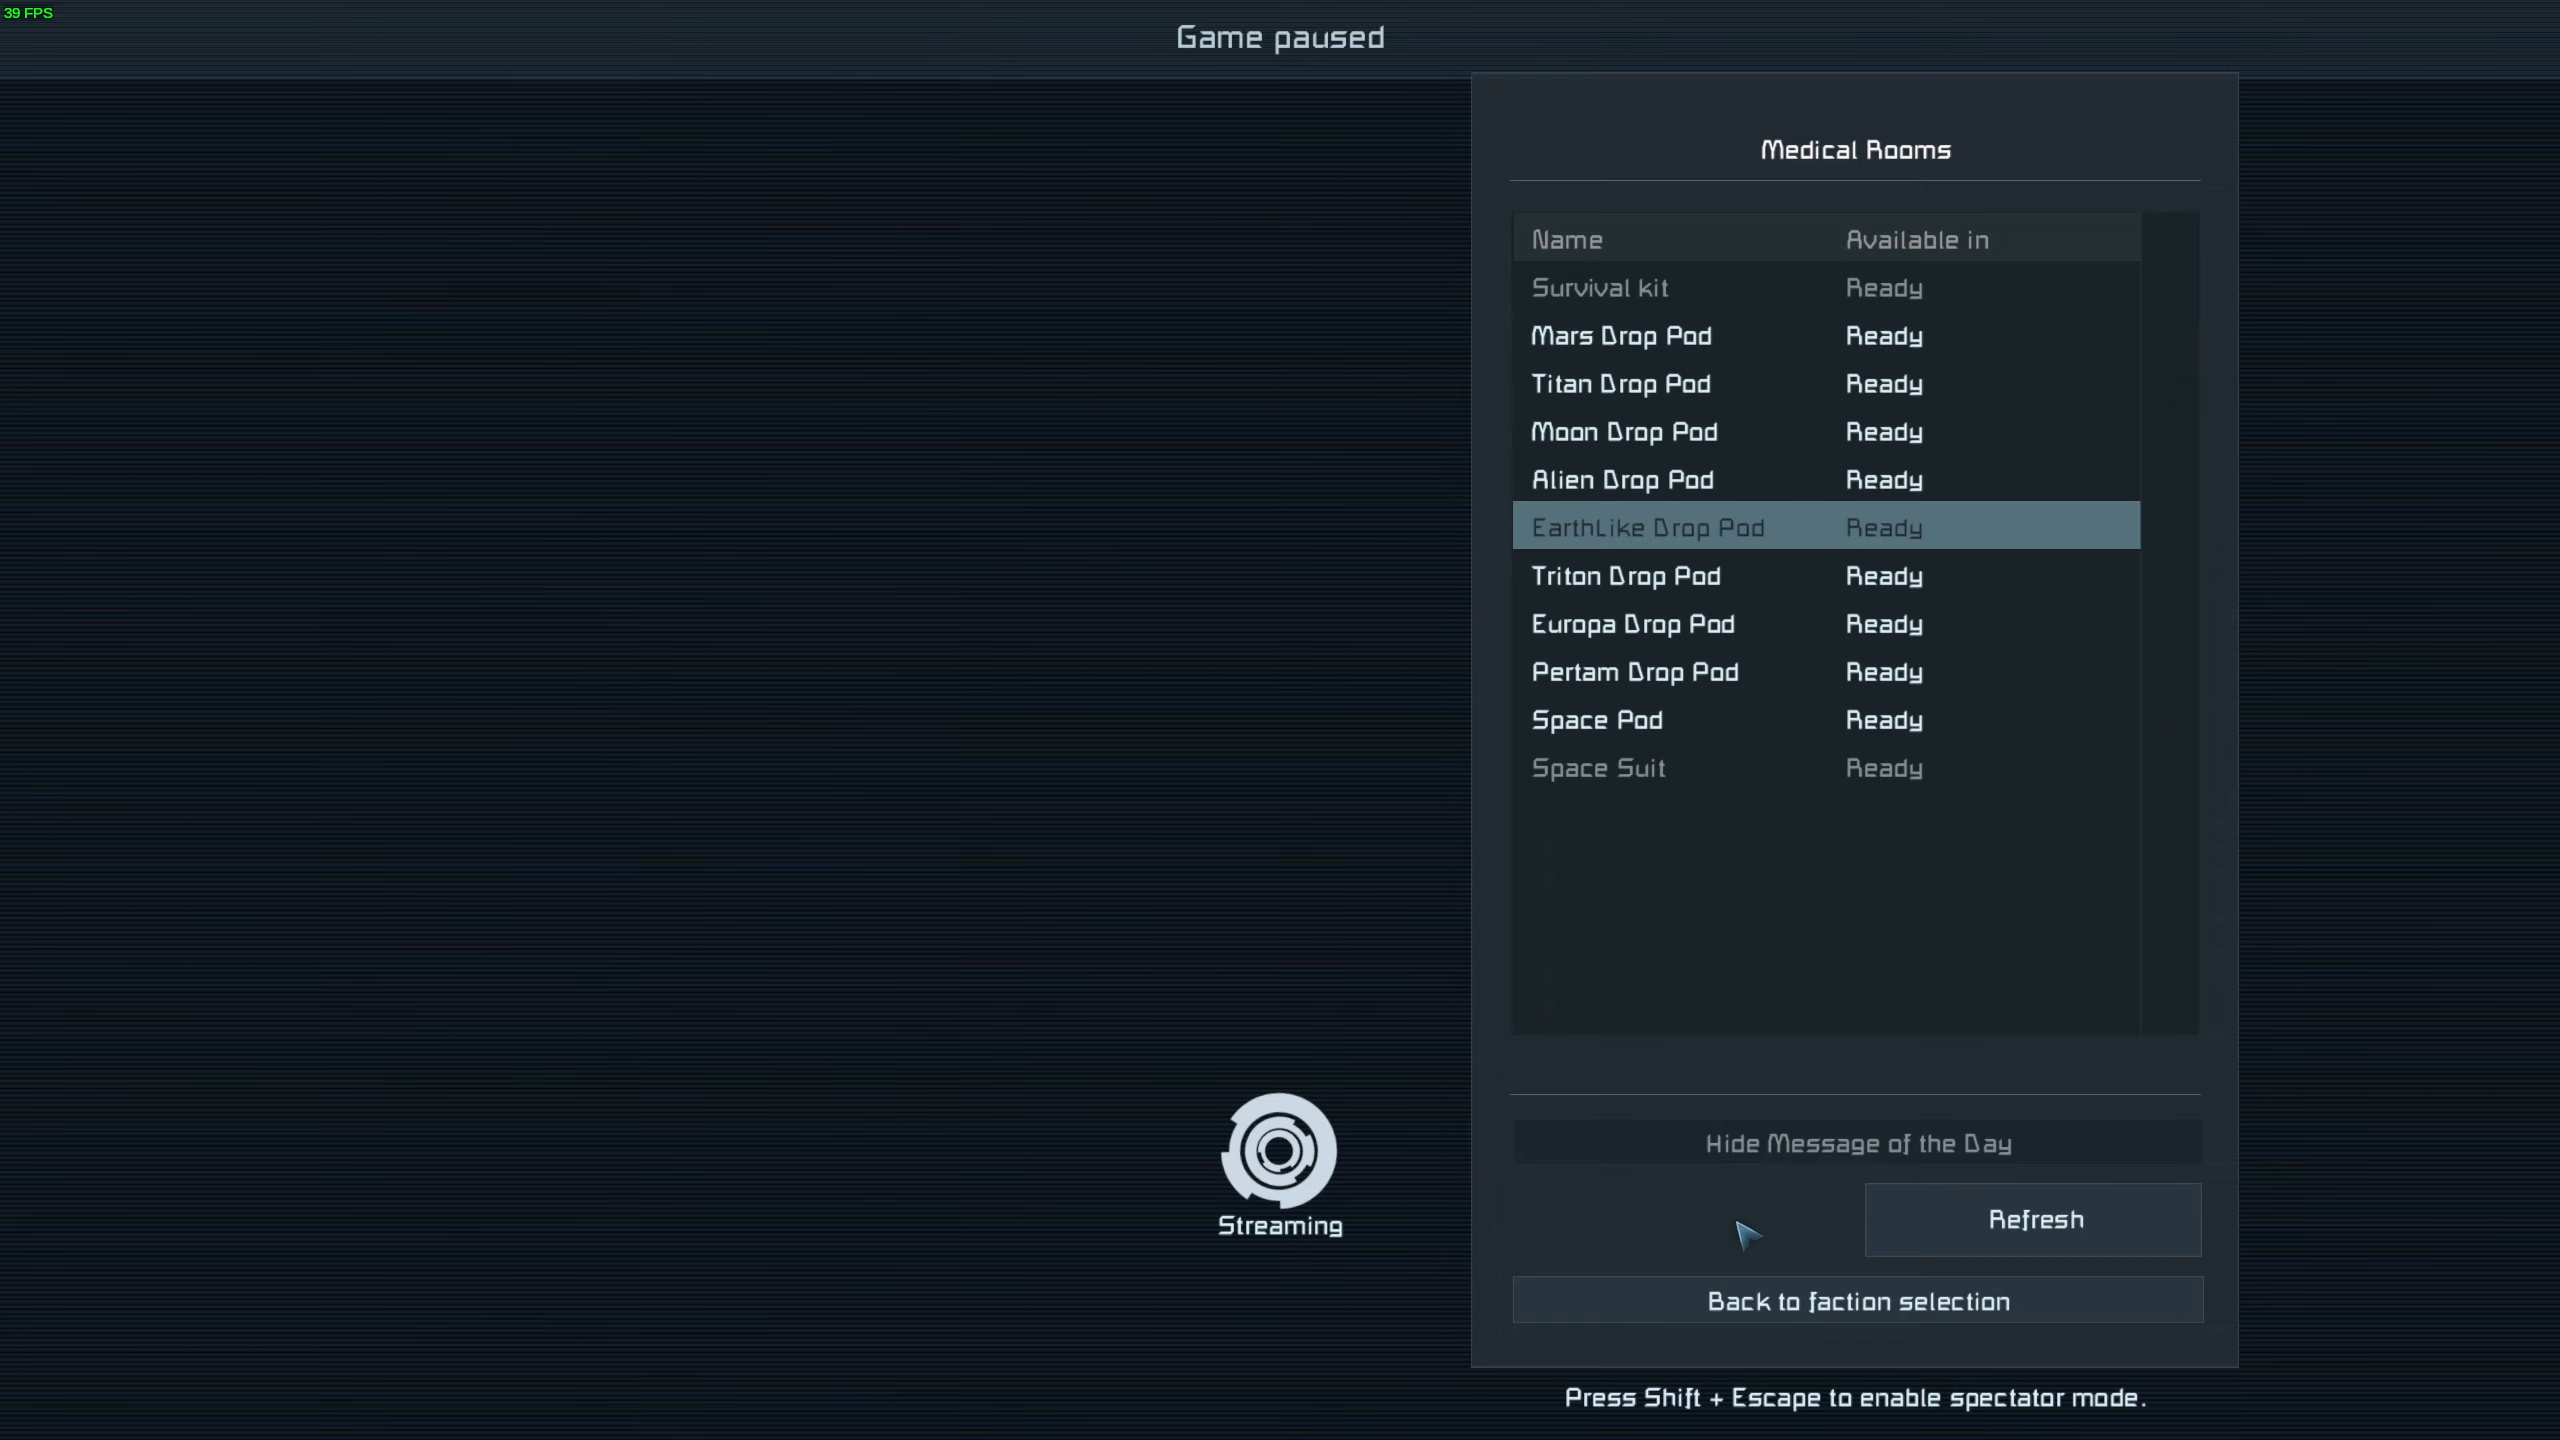 39 FPS
Game paused
Medical Rooms
Name Available in
Survival kit Ready
Mars Drop Pod Ready
Titan Drop Pod Ready
Moon Drop Pod Ready
Alien Drop Pod Ready
EarthLike Drop Pod Ready
Triton Drop Pod Ready
Europa Drop Pod Ready
Pertam Drop Pod Ready
Space Pod Ready
Space Suit Ready
Hide Message of the Day
Refresh
Streaming
Back to faction selection
Press Shift + Escape to enable spectator mode.